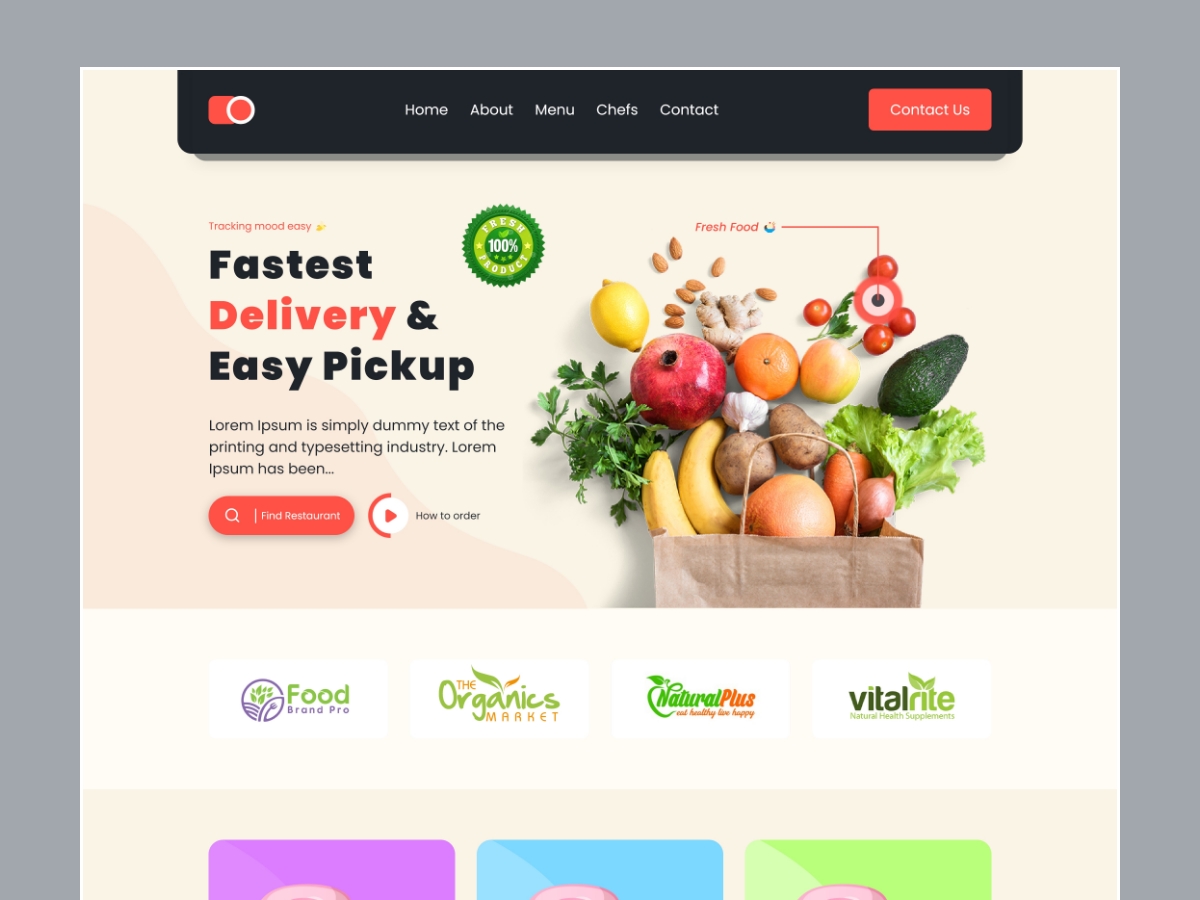 Home About Menu Chefs Contact
Contact Us
Tracking mood easy
Fastest
Delivery &
Easy Pickup
FRESH
100%
PRODUCT
Fresh Food
Lorem Ipsum is simply dummy text of the
printing and typesetting industry. Lorem
Ipsum has been...
Find Restaurant
How to order
Food
Brand Pro
THE
Organics
MARKET
NaturalPlus
eat healthy live happy
vitalrite
Natural Health Supplements